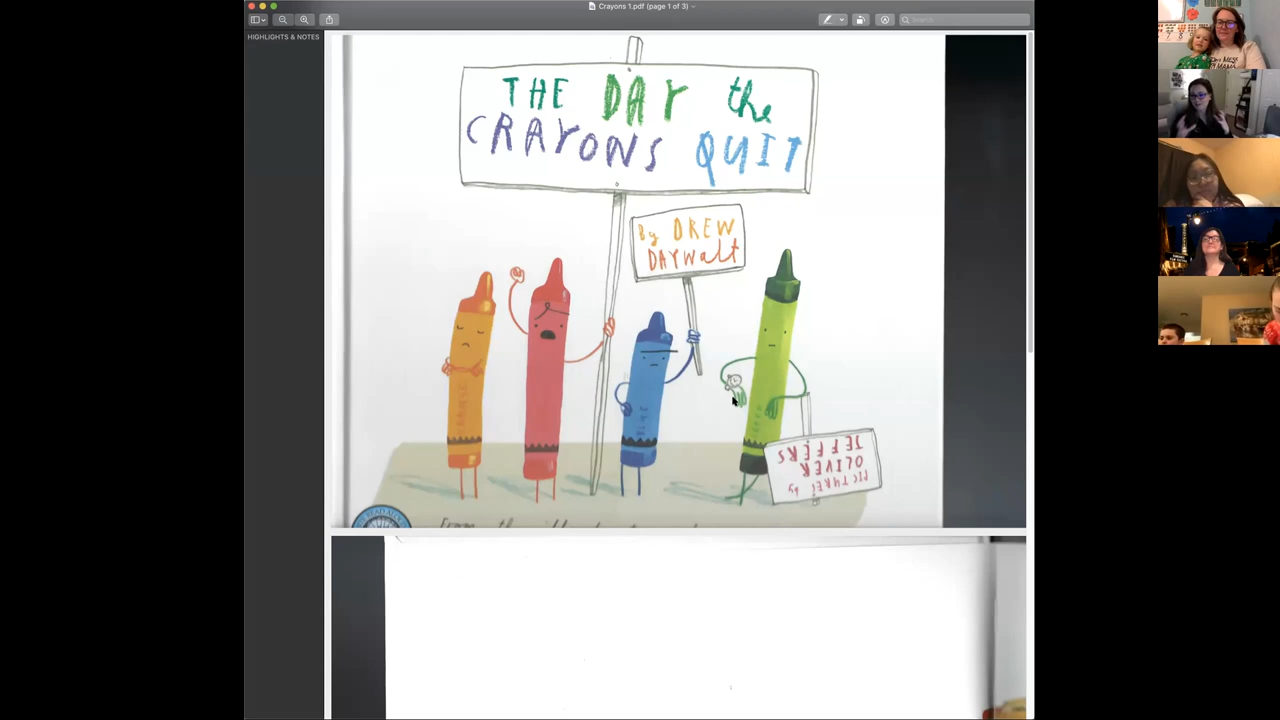 Crayons 1.pdf (page 1 of 3)
Search
HIGHLIGHTS & NOTES
THE DAY the
CRAYONS QUIT
By DREW
DAYWalt
PICTURES by
OLIVER
JEFFERS